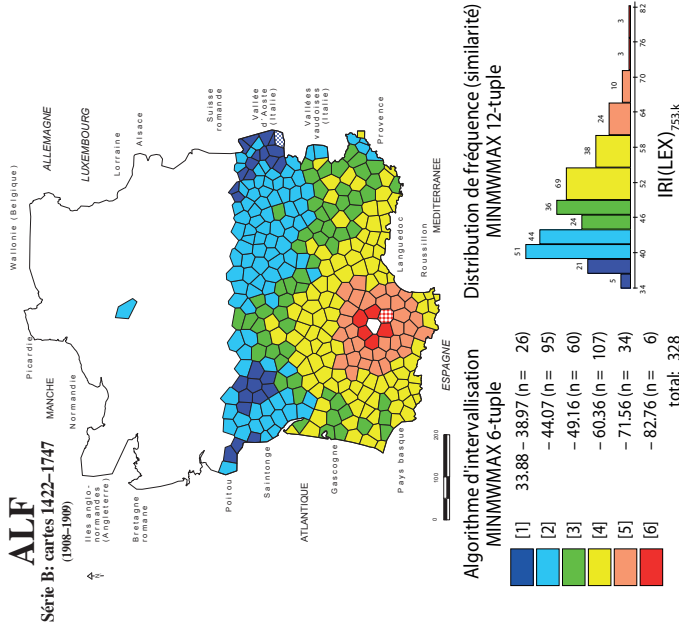 ALF
Série B: cartes 1422–1747
(1908–1909)
N
Iles anglo-
normandes
(Angleterre)
Bretagne
romane
MANCHE
Normandie
Picardie
Wallonie (Belgique)
ALLEMAGNE
LUXEMBOURG
Lorraine
Alsace
Suisse
romande
Vallée
d'Aoste
(Italie)
Vallées
vaudoises
(Italie)
Provence
MEDITERRANEE
Languedoc
Roussillon
ESPAGNE
Poitou
Saintonge
ATLANTIQUE
Gascogne
Pays basque
0 100 200
Algorithme d'intervallisation
MINMWMAX 6-tuple
[1] 33.88 – 38.97 (n = 26)
[2] – 44.07 (n = 95)
[3] – 49.16 (n = 60)
[4] – 60.36 (n = 107)
[5] – 71.56 (n = 34)
[6] – 82.76 (n = 6)
total: 328
Distribution de fréquence (similarité)
MINMWMAX 12-tuple
5 21 51 44 24 36 69 38 24 10 3 3
34 40 46 52 58 64 70 76 82
IRI(LEX)753,k